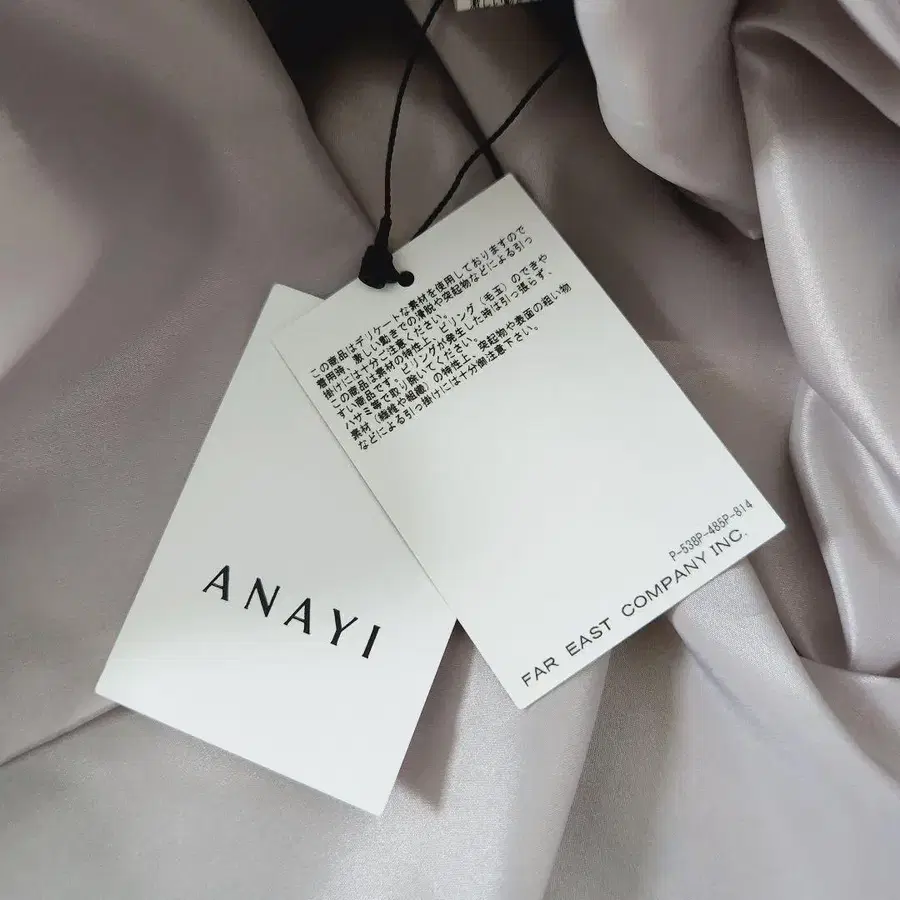 この商品はデリケートな素材を使用しておりますので
着用時、激しい動きでの滑脱や突起物などによる引っ
掛けには十分ご注意ください。
この商品は素材の特性上、ピリング（毛玉）のできや
すい商品です。ピリングが発生した時は引っ張らず、
ハサミ等で取り除いてください。
素材（繊維や組織）の特性上、突起物や表面の粗い物
などによる引っ掛けには十分御注意下さい。
P-538P-485P-814
FAR EAST COMPANY INC.
ANAYI